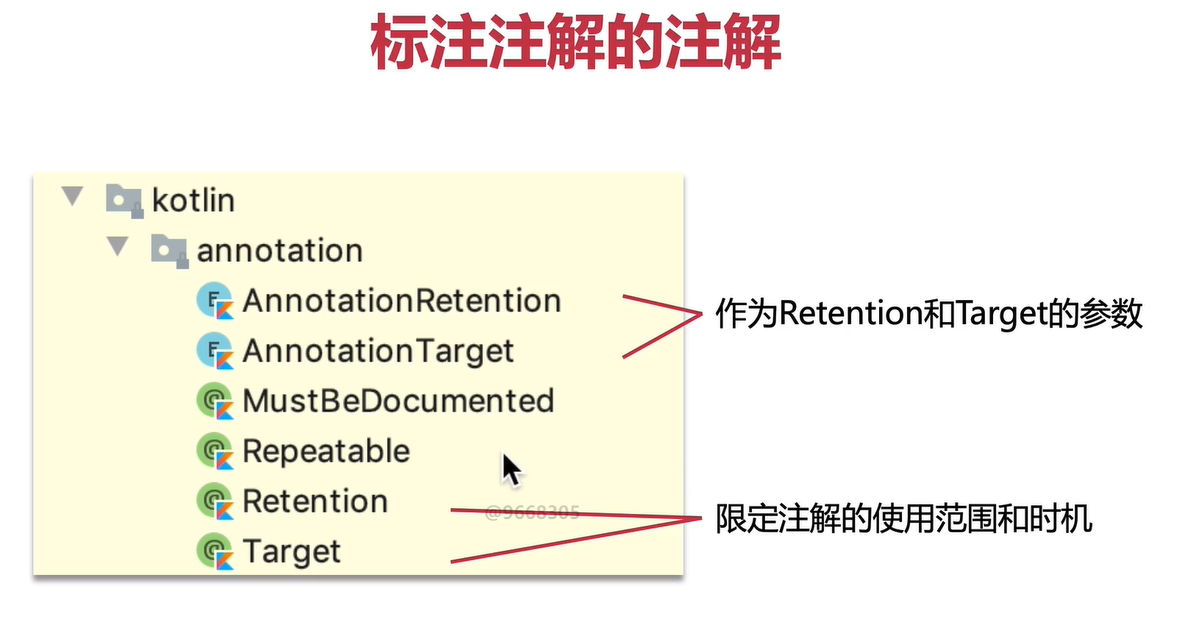 标注注解的注解
kotlin
annotation
AnnotationRetention
AnnotationTarget
作为Retention和Target的参数
MustBeDocumented
Repeatable
Retention
@9668305
限定注解的使用范围和时机
Target